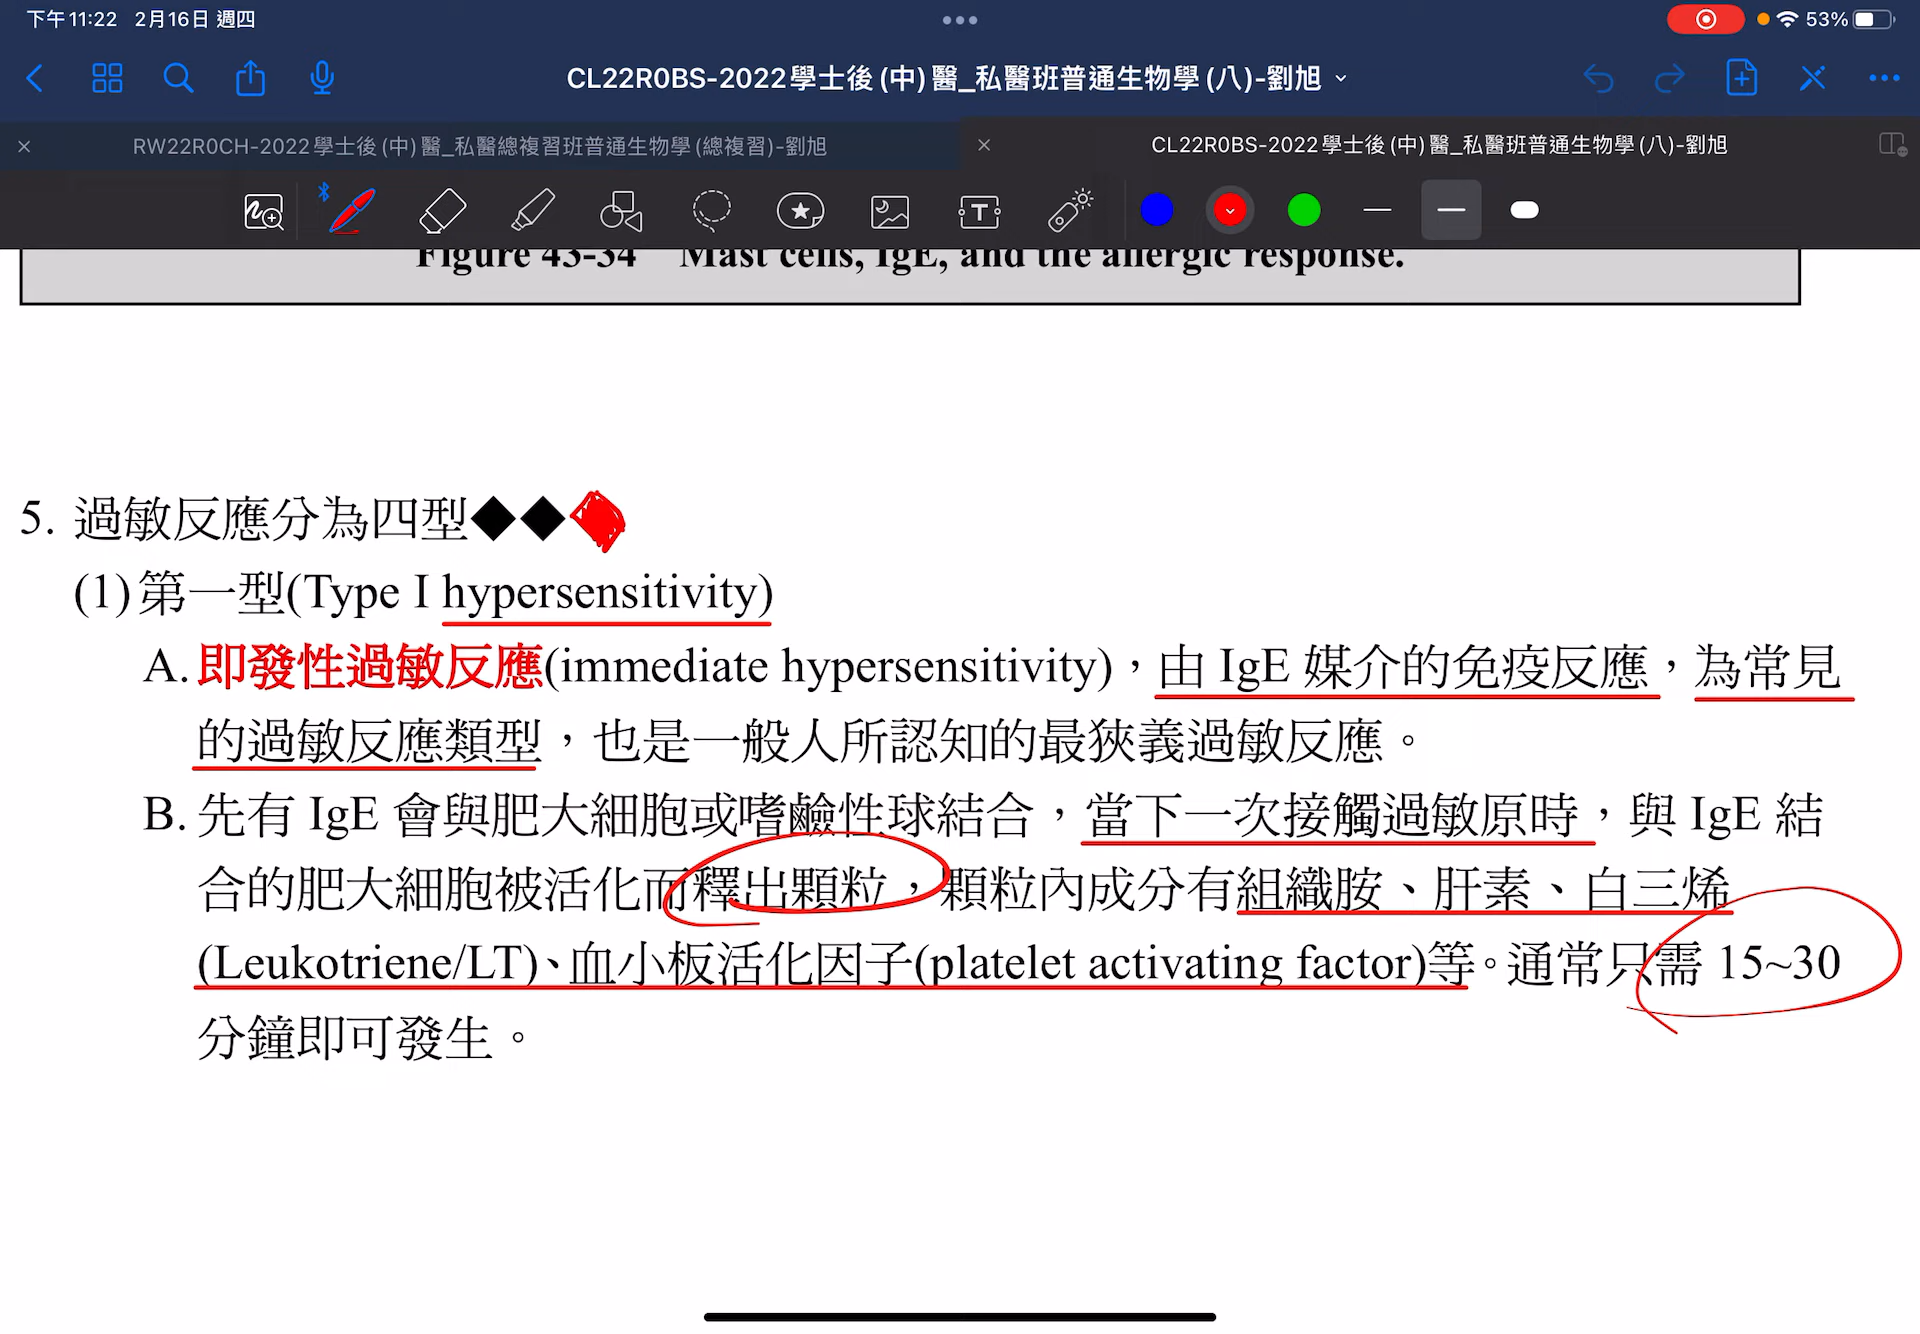 下午11:22 2月16日 週四
53%
CL22R0BS-2022學士後(中)醫_私醫班普通生物學(八)-劉旭
RW22R0CH-2022學士後(中)醫_私醫總複習班普通生物學(總複習)-劉旭
CL22R0BS-2022學士後(中)醫_私醫班普通生物學(八)-劉旭
T
Figure 43-34 Mast cells, IgE, and the allergic response.
5. 過敏反應分為四型◆◆
(1)第一型(Type I hypersensitivity)
A.即發性過敏反應(immediate hypersensitivity),由 IgE 媒介的免疫反應,為常見
的過敏反應類型,也是一般人所認知的最狹義過敏反應。
B.先有 IgE 會與肥大細胞或嗜鹼性球結合,當下一次接觸過敏原時,與 IgE 結
合的肥大細胞被活化而釋出顆粒,顆粒內成分有組織胺、肝素、白三烯
(Leukotriene/LT)、血小板活化因子(platelet activating factor)等。通常只需 15~30
分鐘即可發生。